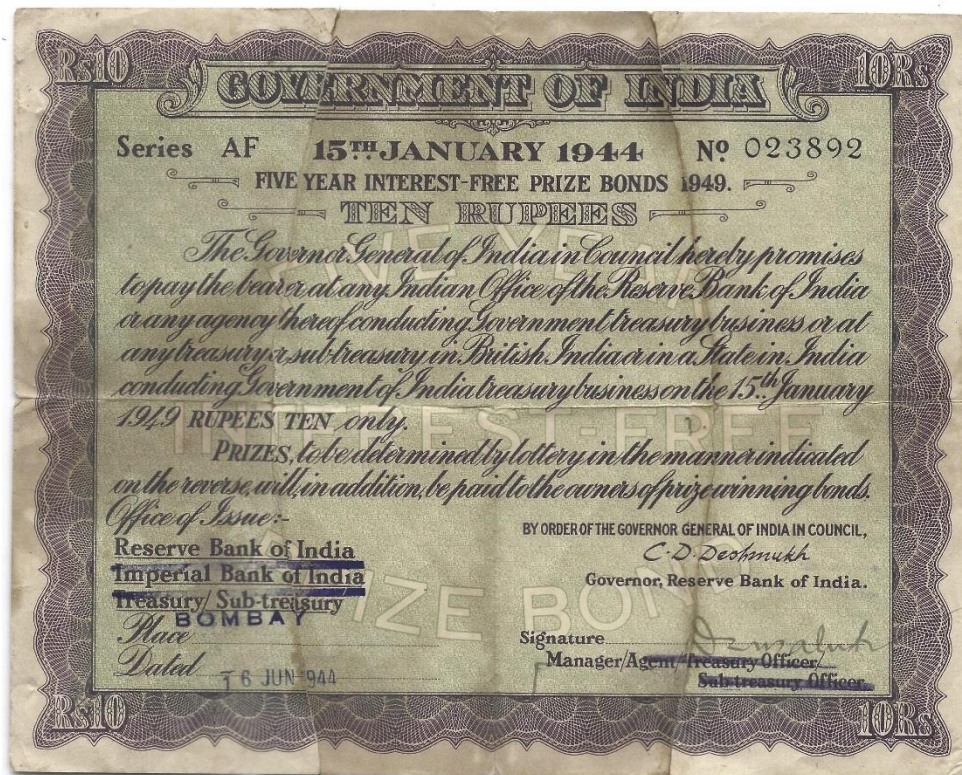 Rs10 10Rs
GOVERNMENT OF INDIA
Series AF 15TH JANUARY 1944 No 023892
FIVE YEAR INTEREST-FREE PRIZE BONDS 1949.
TEN RUPEES
The Governor General of India in Council hereby promises
to pay the bearer at any Indian Office of the Reserve Bank of India
or any agency thereof conducting Government treasury business or at
any treasury or sub-treasury in British India or in a State in India
conducting Government of India treasury business on the 15th January
1949 RUPEES TEN only.
PRIZES, to be determined by lottery in the manner indicated
on the reverse, will, in addition, be paid to the owners of prize winning bonds.
Office of Issue:-
Reserve Bank of India
Imperial Bank of India
Treasury/Sub-treasury
BOMBAY
Place
Dated 16 JUN 944
BY ORDER OF THE GOVERNOR GENERAL OF INDIA IN COUNCIL,
C. D. Deshmukh
Governor, Reserve Bank of India.
Signature
Manager/Agent/Treasury Officer/
Sub-treasury Officer.
Rs10 10Rs
FIVE YEAR
INTEREST-FREE
PRIZE BOND